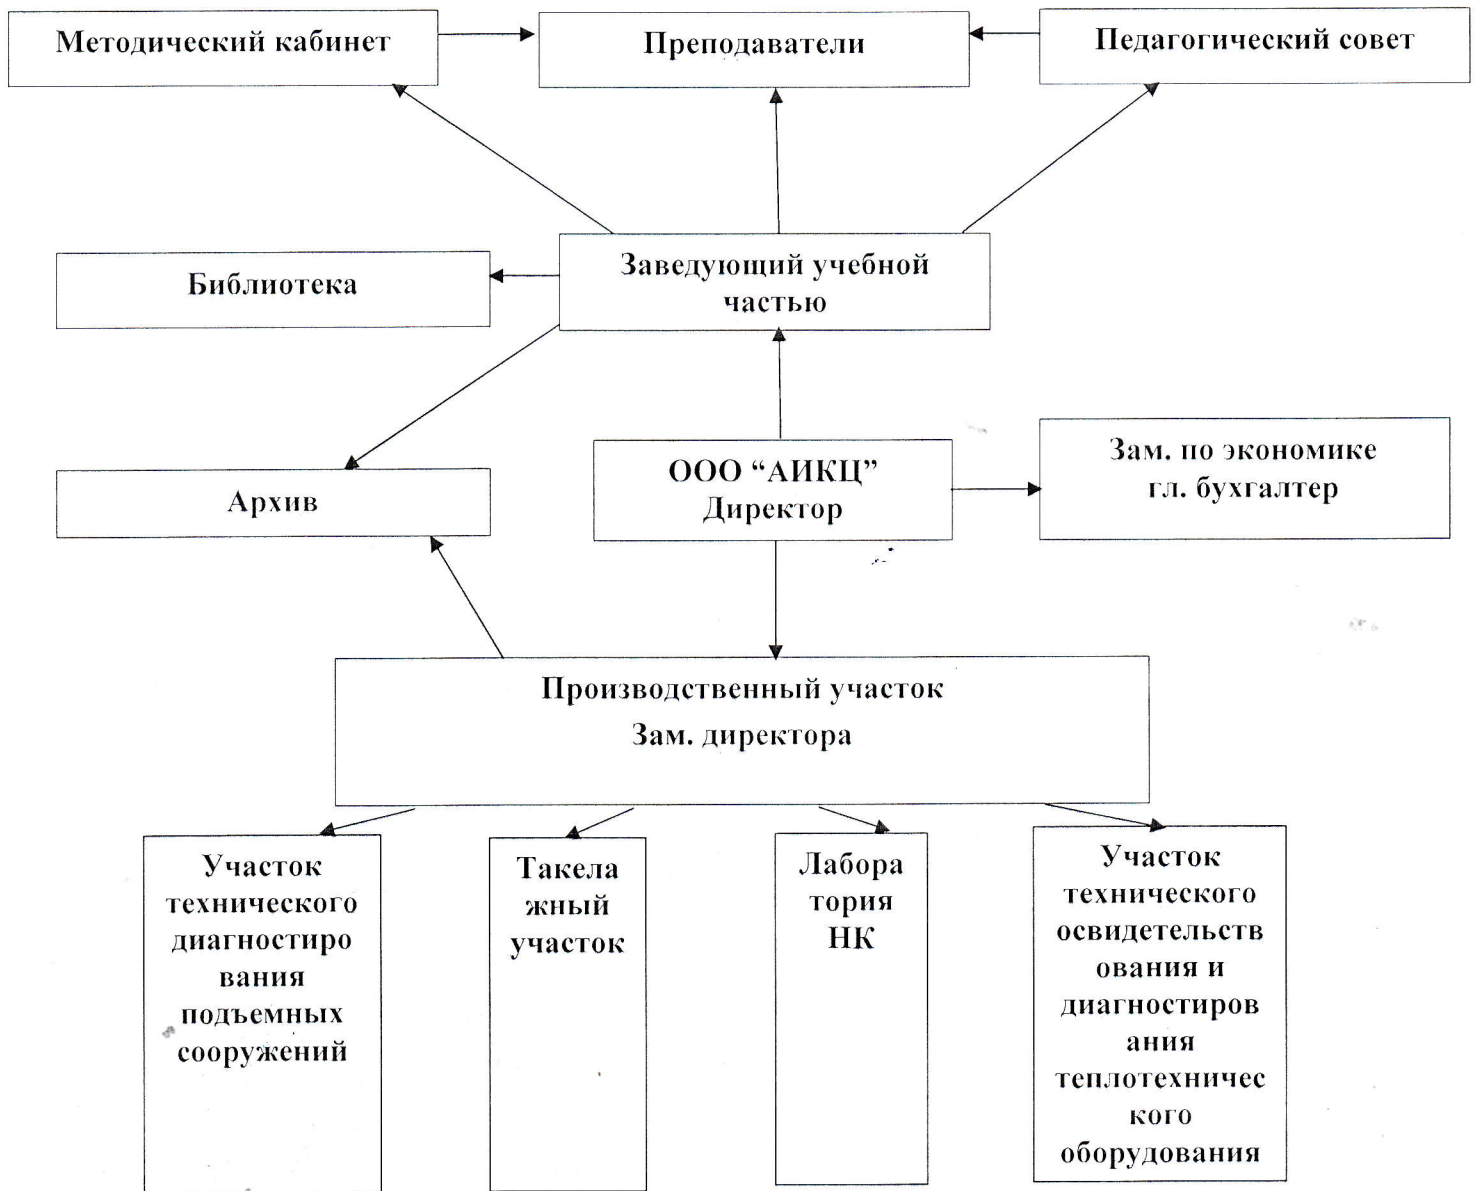 Методический кабинет
Преподаватели
Педагогический совет
Библиотека
Заведующий учебной
частью
Архив
ООО “АИКЦ”
Директор
Зам. по экономике
гл. бухгалтер
Производственный участок
Зам. директора
Участок
технического
диагностиро
вания
подъемных
сооружений
Такела
жный
участок
Лабора
тория
НК
Участок
технического
освидетельств
ования и
диагностиров
ания
теплотехничес
кого
оборудования